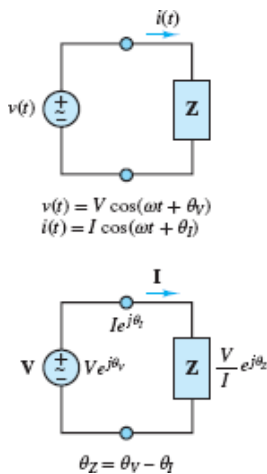 i(t)
v(t)
+
~
−
Z
v(t) = V cos(ωt + θ_V)
i(t) = I cos(ωt + θ_I)
I
Ie^{jθ_I}
V
+
~
−
Ve^{jθ_V}
Z
V/I e^{jθ_Z}
θ_Z = θ_V − θ_I